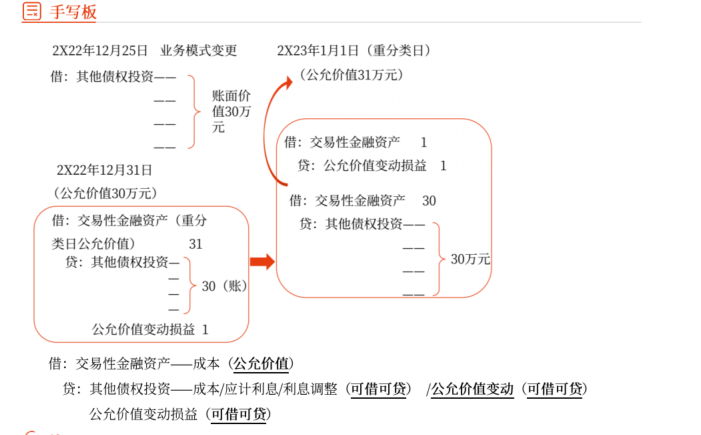 手写板
2X22年12月25日 业务模式变更
借：其他债权投资——
——
——
——
账面价
值30万
元
2X22年12月31日
（公允价值30万元）
借：交易性金融资产（重分
类日公允价值） 31
贷：其他债权投资—
—
—
—
30（账）
公允价值变动损益 1
2X23年1月1日（重分类日）
（公允价值31万元）
借：交易性金融资产 1
贷：公允价值变动损益 1
借：交易性金融资产 30
贷：其他债权投资——
——
——
——
30万元
借：交易性金融资产——成本（公允价值）
贷：其他债权投资——成本/应计利息/利息调整（可借可贷） /公允价值变动（可借可贷）
公允价值变动损益（可借可贷）